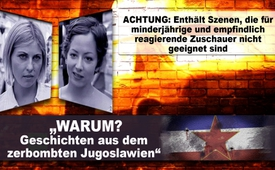 ACHTUNG: Enthält Szenen, die für
minderjährige und empfindlich
reagierende Zuschauer nicht
geeignet sind
„WARUM?
Geschichten aus dem
zerbombten Jugoslawien“